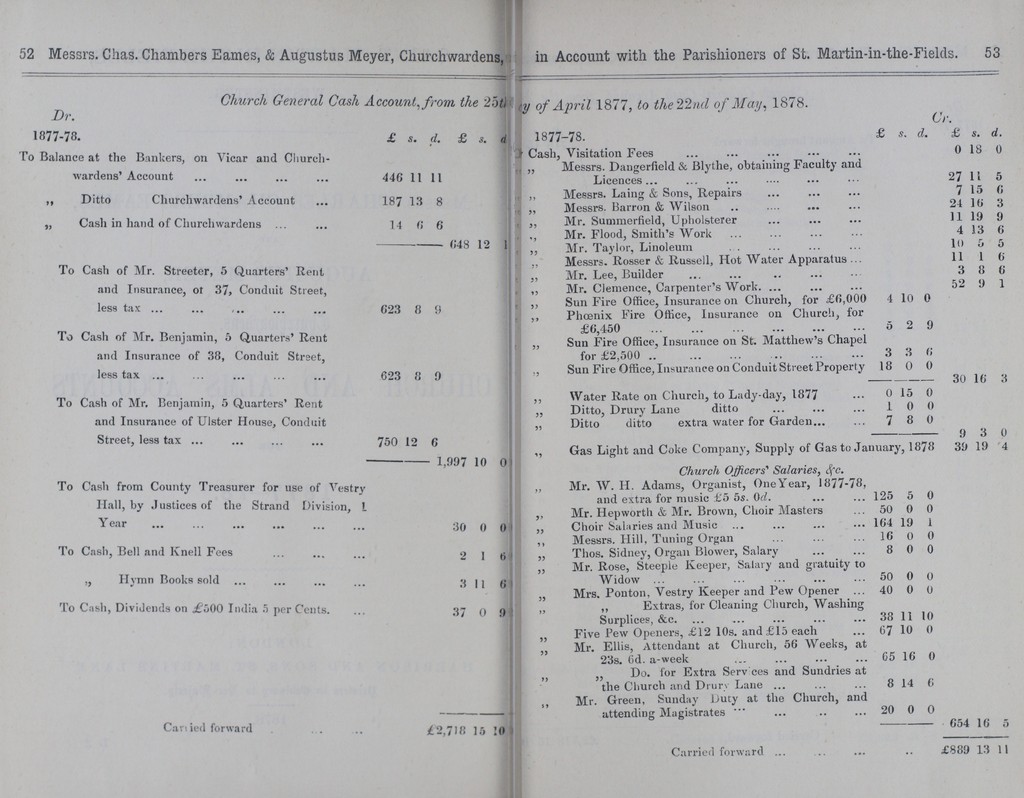 52 Messrs. Chas. Chambers Eames, & Augustus Meyer, Churchwardens,
Church General Cash Account, from the 25t
Dr.
1877-78. £ s. d. £ s. d
To Balance at the Bankers, on Vicar and Church-
wardens' Account ... ... ... ... 446 11 11
„ Ditto Churchwardens' Account ... 187 13 8
„ Cash in hand of Churchwardens ... ... 14 6 6
648 12 1
To Cash of Mr. Streeter, 5 Quarters' Rent
and Insurance, of 37, Conduit Street,
less tax ... ... ... ... ... 623 8 9
To Cash of Mr. Benjamin, 5 Quarters' Rent
and Insurance of 38, Conduit Street,
less tax ... ... ... ... ... 623 8 9
To Cash of Mr. Benjamin, 5 Quarters' Rent
and Insurance of Ulster House, Conduit
Street, less tax ... ... ... ... 750 12 6
1,997 10 0
To Cash from County Treasurer for use of Vestry
Hall, by Justices of the Strand Division, 1
Year ... ... ... ... ... ... 30 0 0
To Cash, Bell and Knell Fees ... ... ... 2 1 6
„ Hymn Books sold ... ... ... ... 3 11 6
To Cash, Dividends on £500 India 5 per Cents. ... 37 0 9
Carried forward ... ... £2,718 15 10
in Account with the Parishioners of St. Martin-in-the-Fields. 53
ay of April 1877, to the 22nd of May, 1878.
Cr.
1877-78. £ s. d. £ s. d.
Cash, Visitation Fees ... ... ... ... ... 0 18 0
„ Messrs. Dangerfield & Blythe, obtaining Faculty and
Licences ... ... ... ... ... ... 27 11 5
„ Messrs. Laing & Sons, Repairs ... ... ... 7 15 6
„ Messrs. Barron & Wilson ... ... ... ... 24 16 3
„ Mr. Summerfield, Upholsterer ... ... ... 11 19 9
„ Mr. Flood, Smith's Work ... ... ... ... 4 13 6
„ Mr. Taylor, Linoleum ... ... ... ... 10 5 5
„ Messrs. Rosser & Russell, Hot Water Apparatus ... 11 1 6
„ Mr. Lee, Builder ... ... ... ... ... 3 8 6
„ Mr. Clemence, Carpenter's Work. ... ... ... 52 9 1
„ Sun Fire Office, Insurance on Church, for £6,000 4 10 0
„ Phœnix Fire Office, Insurance on Church, for
£6,450 ... ... ... ... ... ... 5 2 9
„ Sun Fire Office, Insurance on St. Matthew's Chapel
for £2,500 ... ... ... ... ... ... 3 3 6
„ Sun Fire Office, Insurance on Conduit Street Property 18 0 0
30 16 3
„ Water Rate on Church, to Lady-day, 1877 ... 0 15 0
„ Ditto, Drury Lane ditto ... ... ... 1 0 0
„ Ditto ditto extra water for Garden... ... 7 8 0
9 3 0
„ Gas Light and Coke Company, Supply of Gas to January, 1878 39 19 4
Church Officers' Salaries, &c.
„ Mr. W. H. Adams, Organist, One Year, 1877-78,
and extra for music £5 5s. 0d. ... ... ... 125 5 0
„ Mr. Hepworth & Mr. Brown, Choir Masters ... 50 0 0
„ Choir Salaries and Music ... ... ... ... ... 164 19 1
„ Messrs. Hill, Tuning Organ ... ... ... 16 0 0
„ Thos. Sidney, Organ Blower, Salary ... ... 8 0 0
„ Mr. Rose, Steeple Keeper, Salary and gratuity to
Widow ... ... ... ... ... ... 50 0 0
„ Mrs. Ponton, Vestry Keeper and Pew Opener ... 40 0 0
„ „ Extras, for Cleaning Church, Washing
Surplices, &c. ... ... ... ... ... 38 11 10
„ Five Pew Openers, £12 10s. and £15 each ... 67 10 0
„ Mr. Ellis, Attendant at Church, 56 Weeks, at
23s. 6d. a-week ... ... ... ... 65 16 0
„ „ Do. for Extra Services and Sundries at
the Church and Drury Lane ... ... ... ... 8 14 6
„ Mr. Green, Sunday Duty at the Church, and
attending Magistrates ... ... ... ... 20 0 0
654 16 5
Carried forward ... ... ... .. £889 13 11